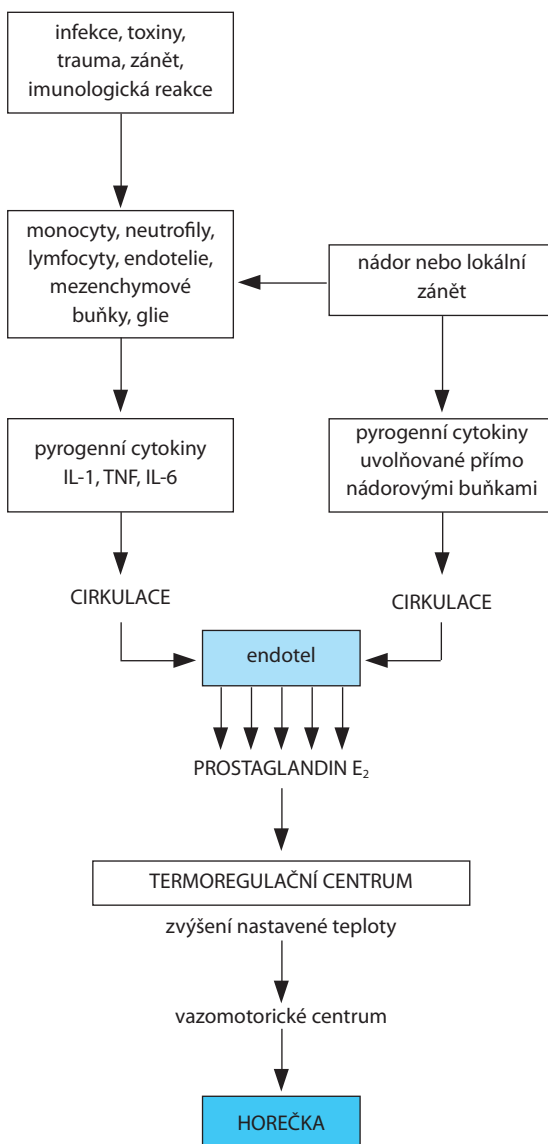 infekce, toxiny,
trauma, zánět,
imunologická reakce
monocyty, neutrofily,
lymfocyty, endotelie,
mezenchymové
buňky, glie
nádor nebo lokální
zánět
pyrogenní cytokiny
IL-1, TNF, IL-6
pyrogenní cytokiny
uvolňované přímo
nádorovými buňkami
CIRKULACE
CIRKULACE
endotel
PROSTAGLANDIN E₂
TERMOREGULAČNÍ CENTRUM
zvýšení nastavené teploty
vazomotorické centrum
HOREČKA